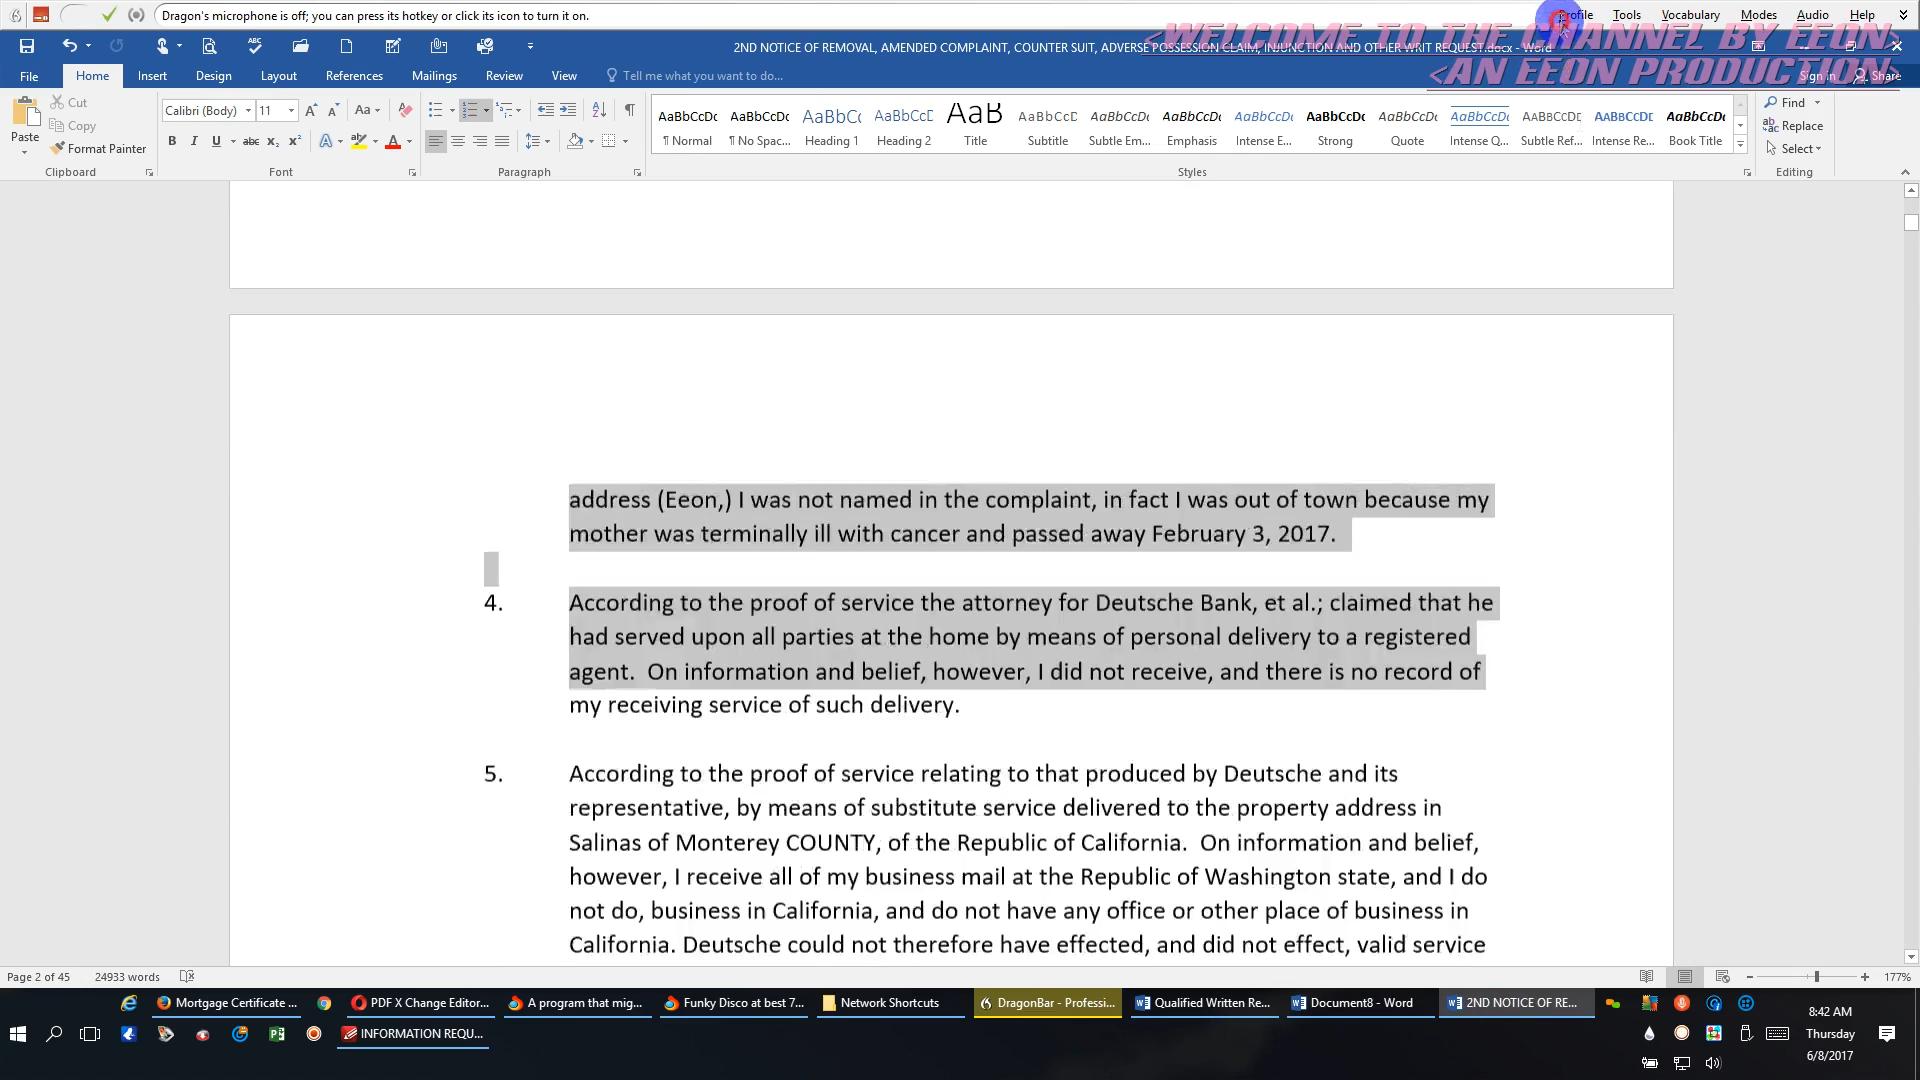 Dragon's microphone is off; you can press its hotkey or click its icon to turn it on.
Profile Tools Vocabulary Modes Audio Help
<WELCOME TO THE CHANNEL BY EEON>
<AN EEON PRODUCTION>
2ND NOTICE OF REMOVAL, AMENDED COMPLAINT, COUNTER SUIT, ADVERSE POSSESSION CLAIM, INJUNCTION AND OTHER WRIT REQUEST.docx - Word
File Home Insert Design Layout References Mailings Review View Tell me what you want to do... Sign in Share
Cut
Copy
Format Painter
Paste
Calibri (Body) 11
AaBbCcDc AaBbCcDc AaBbCc AaBbCcD AaB AaBbCcD AaBbCcDc AaBbCcDc AaBbCcDc AaBbCcDc AaBbCcDc AaBbCcDc AABBCCDD AABBCCDD AaBbCcDc
¶ Normal ¶ No Spac... Heading 1 Heading 2 Title Subtitle Subtle Em... Emphasis Intense E... Strong Quote Intense Q... Subtle Ref... Intense Re... Book Title
Find
Replace
Select
Clipboard Font Paragraph Styles Editing
address (Eeon,) I was not named in the complaint, in fact I was out of town because my
mother was terminally ill with cancer and passed away February 3, 2017.
4. According to the proof of service the attorney for Deutsche Bank, et al.; claimed that he
had served upon all parties at the home by means of personal delivery to a registered
agent. On information and belief, however, I did not receive, and there is no record of
my receiving service of such delivery.
5. According to the proof of service relating to that produced by Deutsche and its
representative, by means of substitute service delivered to the property address in
Salinas of Monterey COUNTY, of the Republic of California. On information and belief,
however, I receive all of my business mail at the Republic of Washington state, and I do
not do, business in California, and do not have any office or other place of business in
California. Deutsche could not therefore have effected, and did not effect, valid service
Page 2 of 45 24933 words 177%
Mortgage Certificate ... PDF X Change Editor... A program that mig... Funky Disco at best 7... Network Shortcuts DragonBar - Professi... Qualified Written Re... Document8 - Word 2ND NOTICE OF RE...
INFORMATION REQU...
8:42 AM
Thursday
6/8/2017